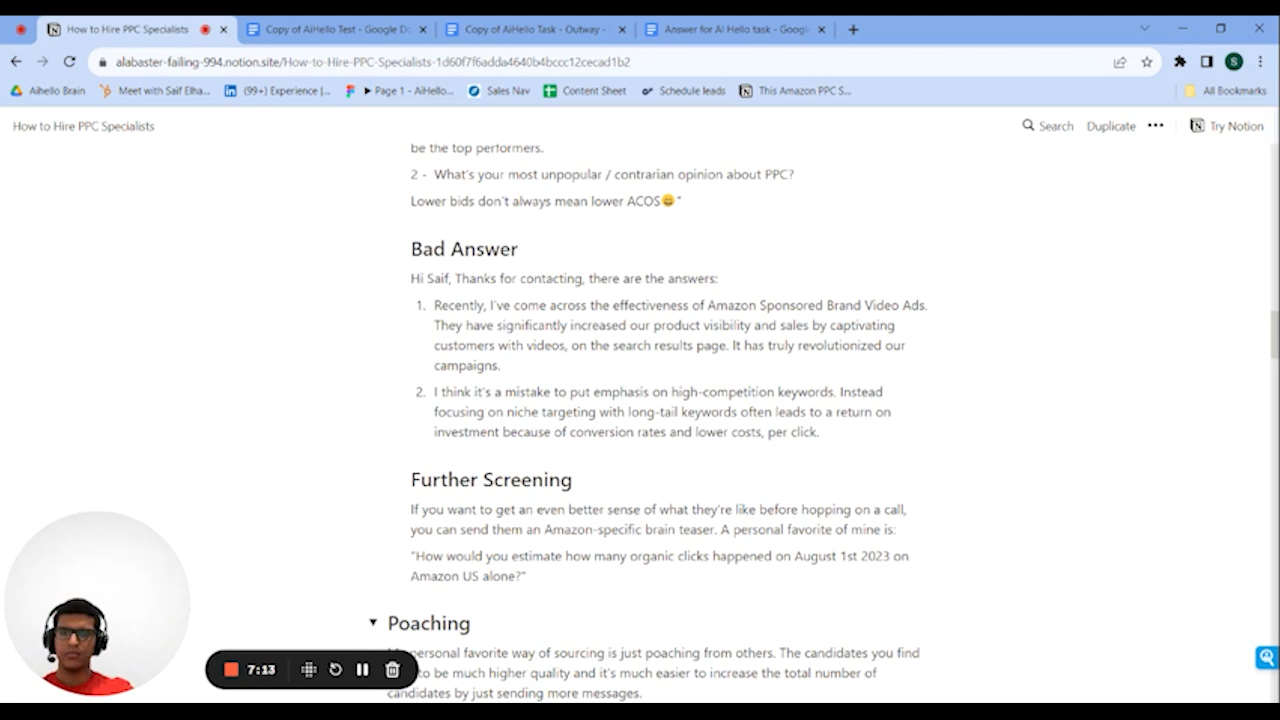 How to Hire PPC Specialists
Copy of AiHello Test - Google D
Copy of AiHello Task - Outway -
Answer for Ai Hello task - Googl
alabaster-failing-994.notion.site/How-to-Hire-PPC-Specialists-1d60f7f6adda4640b4bccc12cecad1b2
S
Aihello Brain
Meet with Saif Elha...
(99+) Experience |...
► Page 1 - AiHello...
Sales Nav
Content Sheet
Schedule leads
This Amazon PPC S...
All Bookmarks
How to Hire PPC Specialists
Search
Duplicate
Try Notion
be the top performers.
2 - What's your most unpopular / contrarian opinion about PPC?
Lower bids don't always mean lower ACOS😄"
Bad Answer
Hi Saif, Thanks for contacting, there are the answers:
1. Recently, I've come across the effectiveness of Amazon Sponsored Brand Video Ads.
They have significantly increased our product visibility and sales by captivating
customers with videos, on the search results page. It has truly revolutionized our
campaigns.
2. I think it's a mistake to put emphasis on high-competition keywords. Instead
focusing on niche targeting with long-tail keywords often leads to a return on
investment because of conversion rates and lower costs, per click.
Further Screening
If you want to get an even better sense of what they're like before hopping on a call,
you can send them an Amazon-specific brain teaser. A personal favorite of mine is:
"How would you estimate how many organic clicks happened on August 1st 2023 on
Amazon US alone?"
Poaching
personal favorite way of sourcing is just poaching from others. The candidates you find
to be much higher quality and it's much easier to increase the total number of
candidates by just sending more messages.
7:13